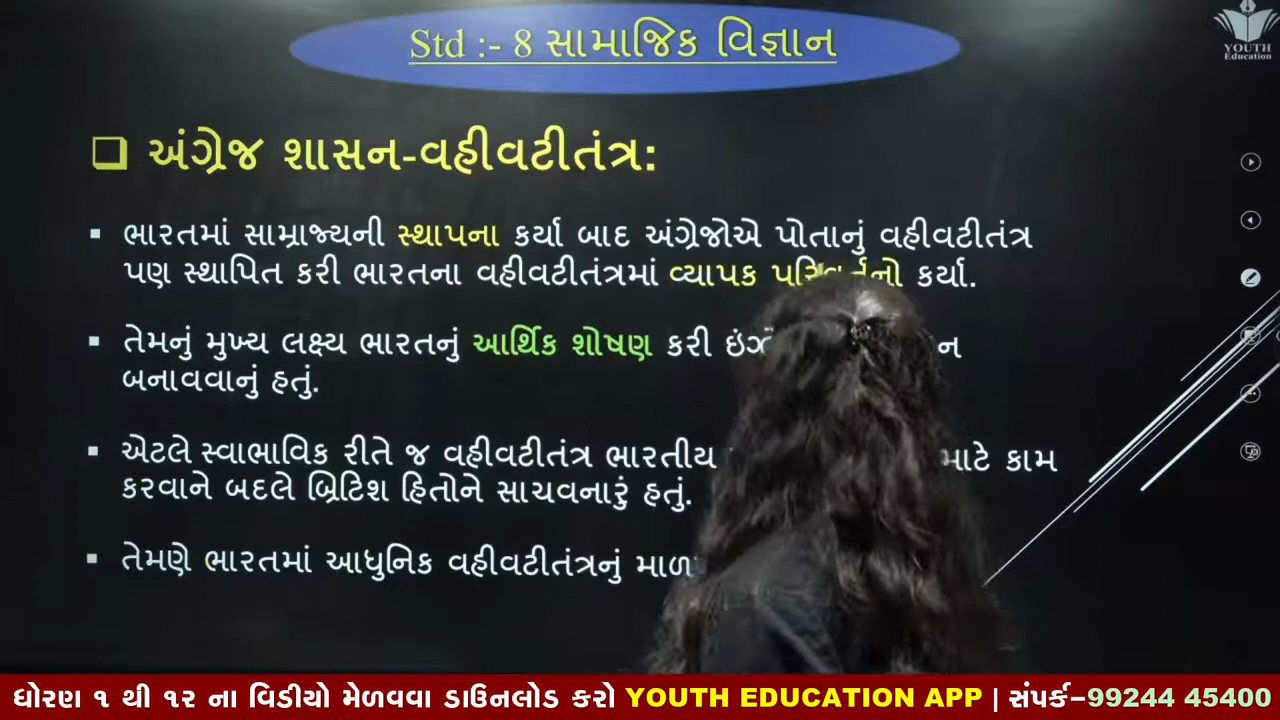 Std :- 8 સામાજિક વિજ્ઞાન
YOUTH
Education
અંગ્રેજ શાસન-વહીવટીતંત્ર:
ભારતમાં સામ્રાજ્યની સ્થાપના કર્યા બાદ અંગ્રેજોએ પોતાનું વહીવટીતંત્ર
પણ સ્થાપિત કરી ભારતના વહીવટીતંત્રમાં વ્યાપક કર્યા.
તેમનું મુખ્ય લક્ષ્ય ભારતનું આર્થિક શોષણ કરી
બનાવવાનું હતું.
એટલે સ્વાભાવિક રીતે જ વહીવટીતંત્ર ભારતીય માટે કામ
કરવાને બદલે બ્રિટિશ હિતોને સાચવનારું હતું.
તેમણે ભારતમાં આધુનિક વહીવટીતંત્રનું
ધોરણ ૧ થી ૧૨ ના વિડીયો મેળવવા ડાઉનલોડ કરો YOUTH EDUCATION APP | સંપર્ક-99244 45400